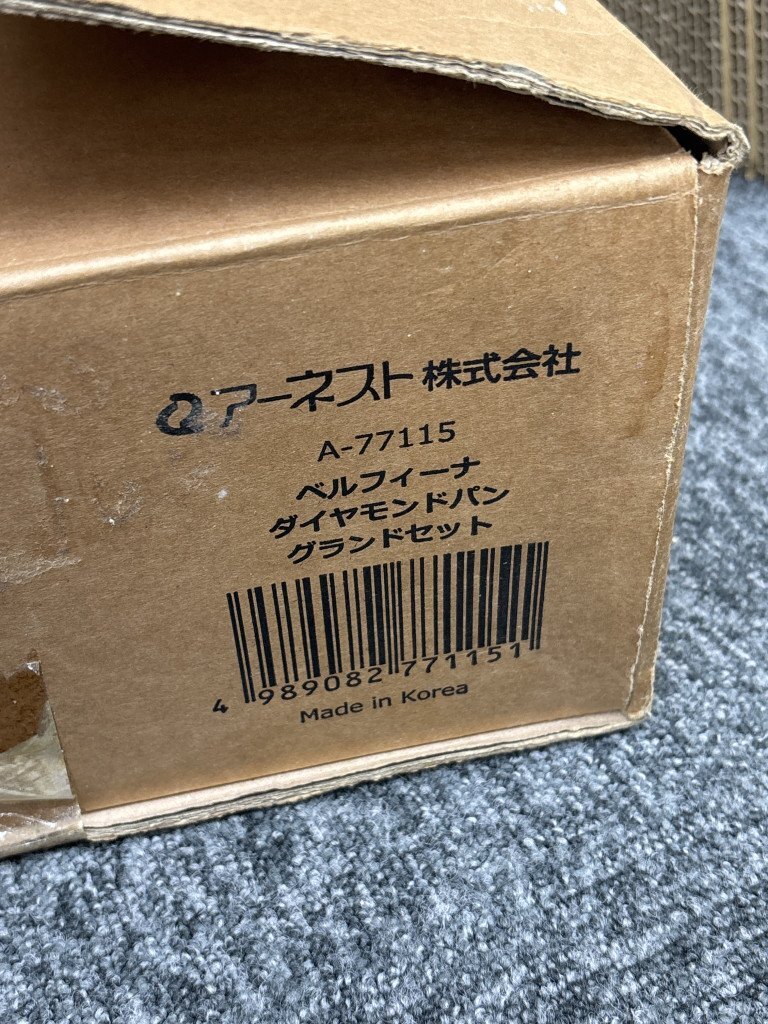 アーネスト株式会社
A-77115
ベルフィーナ
ダイヤモンドパン
グランドセット
4 989082 771151
Made in Korea